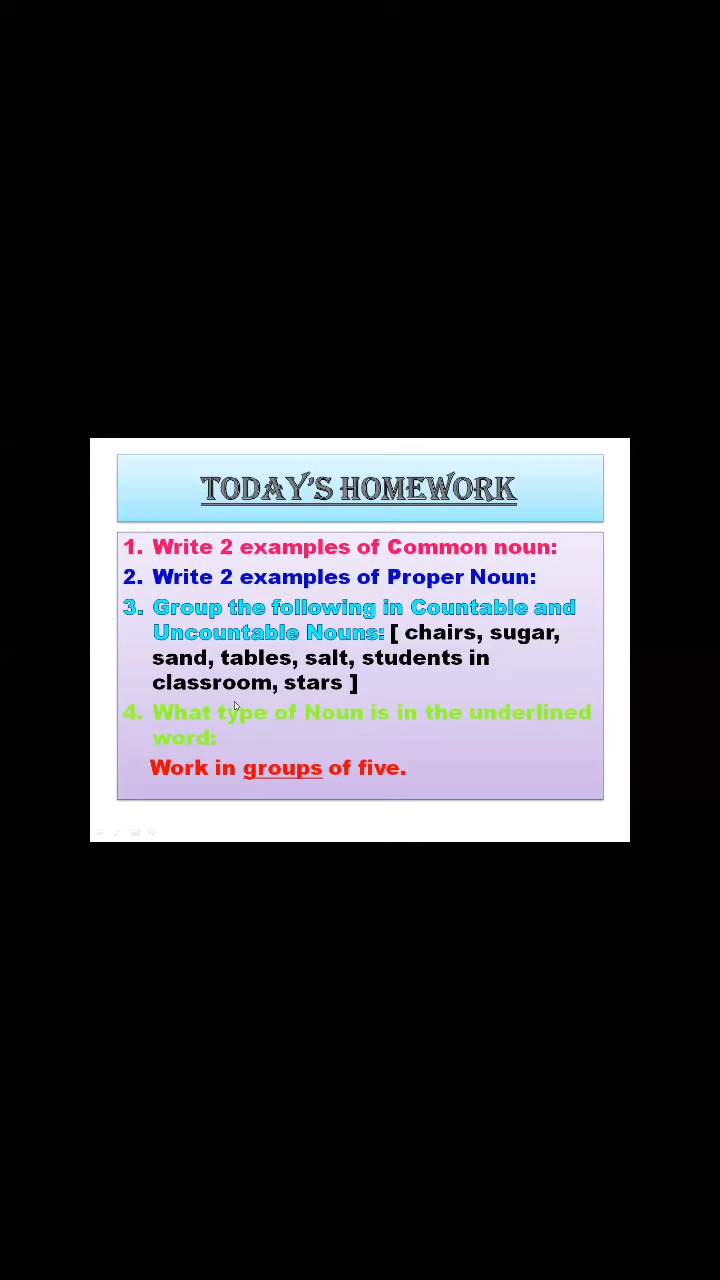 TODAY'S HOMEWORK
1. Write 2 examples of Common noun:
2. Write 2 examples of Proper Noun:
3. Group the following in Countable and
Uncountable Nouns: [ chairs, sugar,
sand, tables, salt, students in
classroom, stars ]
4. What type of Noun is in the underlined
word:
Work in groups of five.